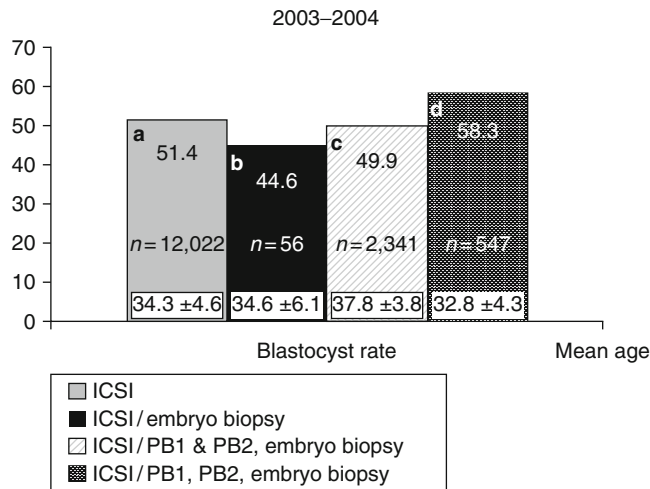 2003–2004
70
60
50
40
30
20
10
0
a
51.4
n=12,022
34.3 ±4.6
b
44.6
n=56
34.6 ±6.1
c
49.9
n=2,341
37.8 ±3.8
d
58.3
n=547
32.8 ±4.3
Blastocyst rate
Mean age
ICSI
ICSI/embryo biopsy
ICSI/PB1 & PB2, embryo biopsy
ICSI/PB1, PB2, embryo biopsy